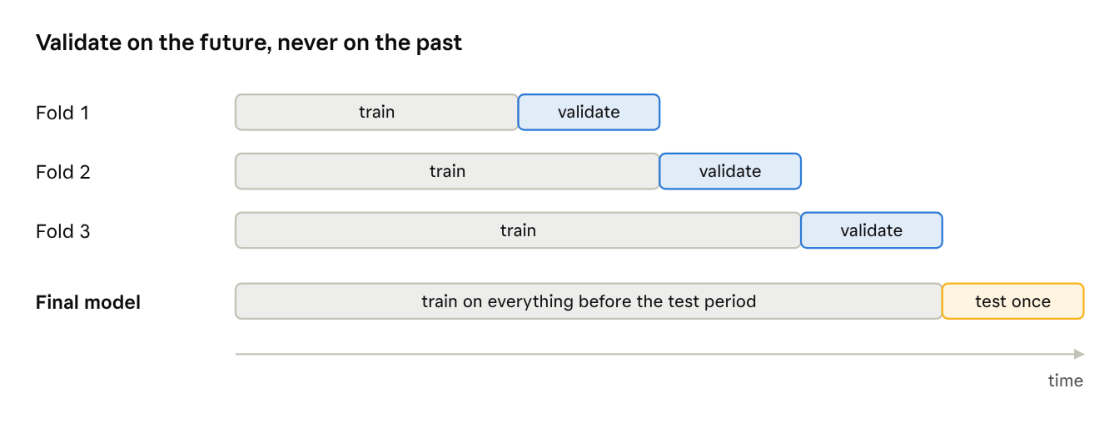 Validate on the future, never on the past
Fold 1 train validate
Fold 2 train validate
Fold 3 train validate
Final model train on everything before the test period test once
time